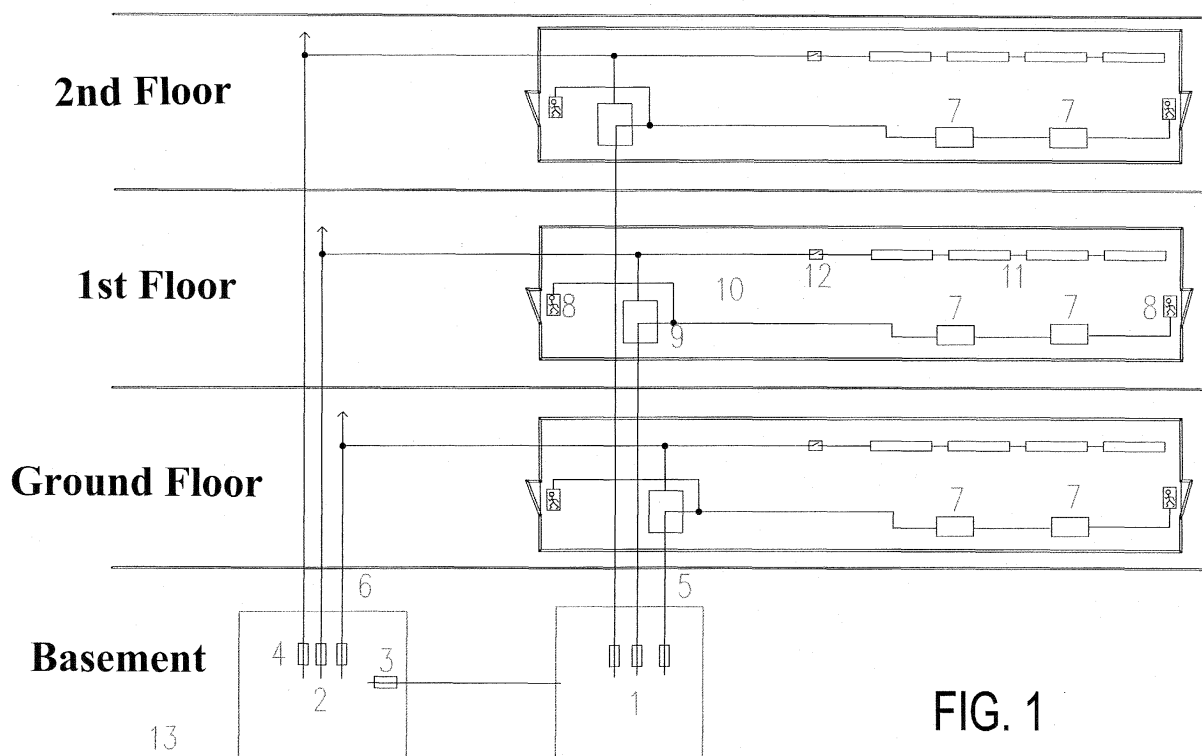 2nd Floor
7 7
1st Floor
10 12 11
8 9 7 7 8
Ground Floor
7 7
6 5
Basement
4 3
2 1
13
FIG. 1